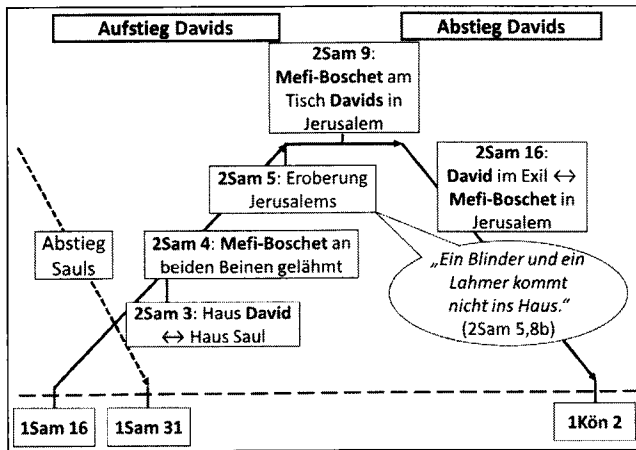 Aufstieg Davids
Abstieg Davids
2Sam 9:
Mefi-Boschet am
Tisch Davids in
Jerusalem
2Sam 16:
David im Exil ↔
Mefi-Boschet in
Jerusalem
2Sam 5: Eroberung
Jerusalems
Abstieg
Sauls
2Sam 4: Mefi-Boschet an
beiden Beinen gelähmt
„Ein Blinder und ein
Lahmer kommt
nicht ins Haus.“
(2Sam 5,8b)
2Sam 3: Haus David
↔ Haus Saul
1Sam 16
1Sam 31
1Kön 2